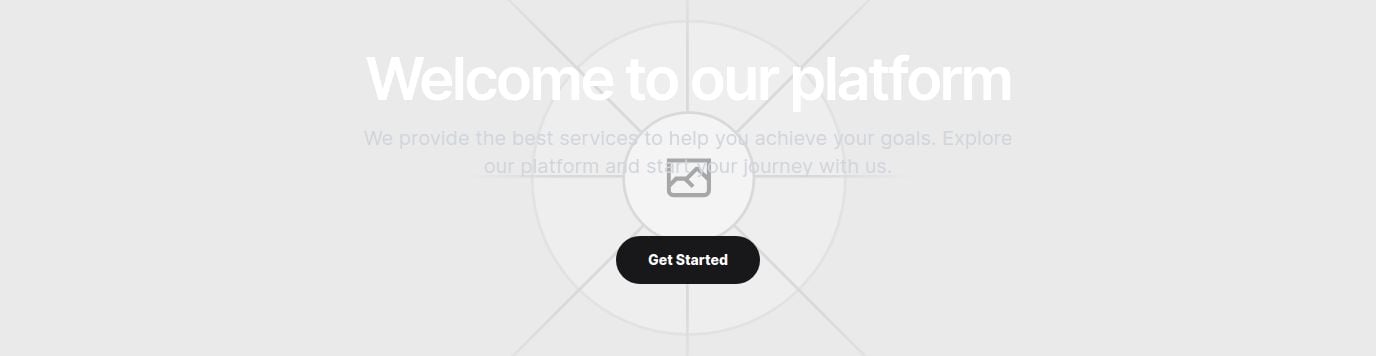 Welcome to our platform
We provide the best services to help you achieve your goals. Explore
our platform and start your journey with us.
Get Started